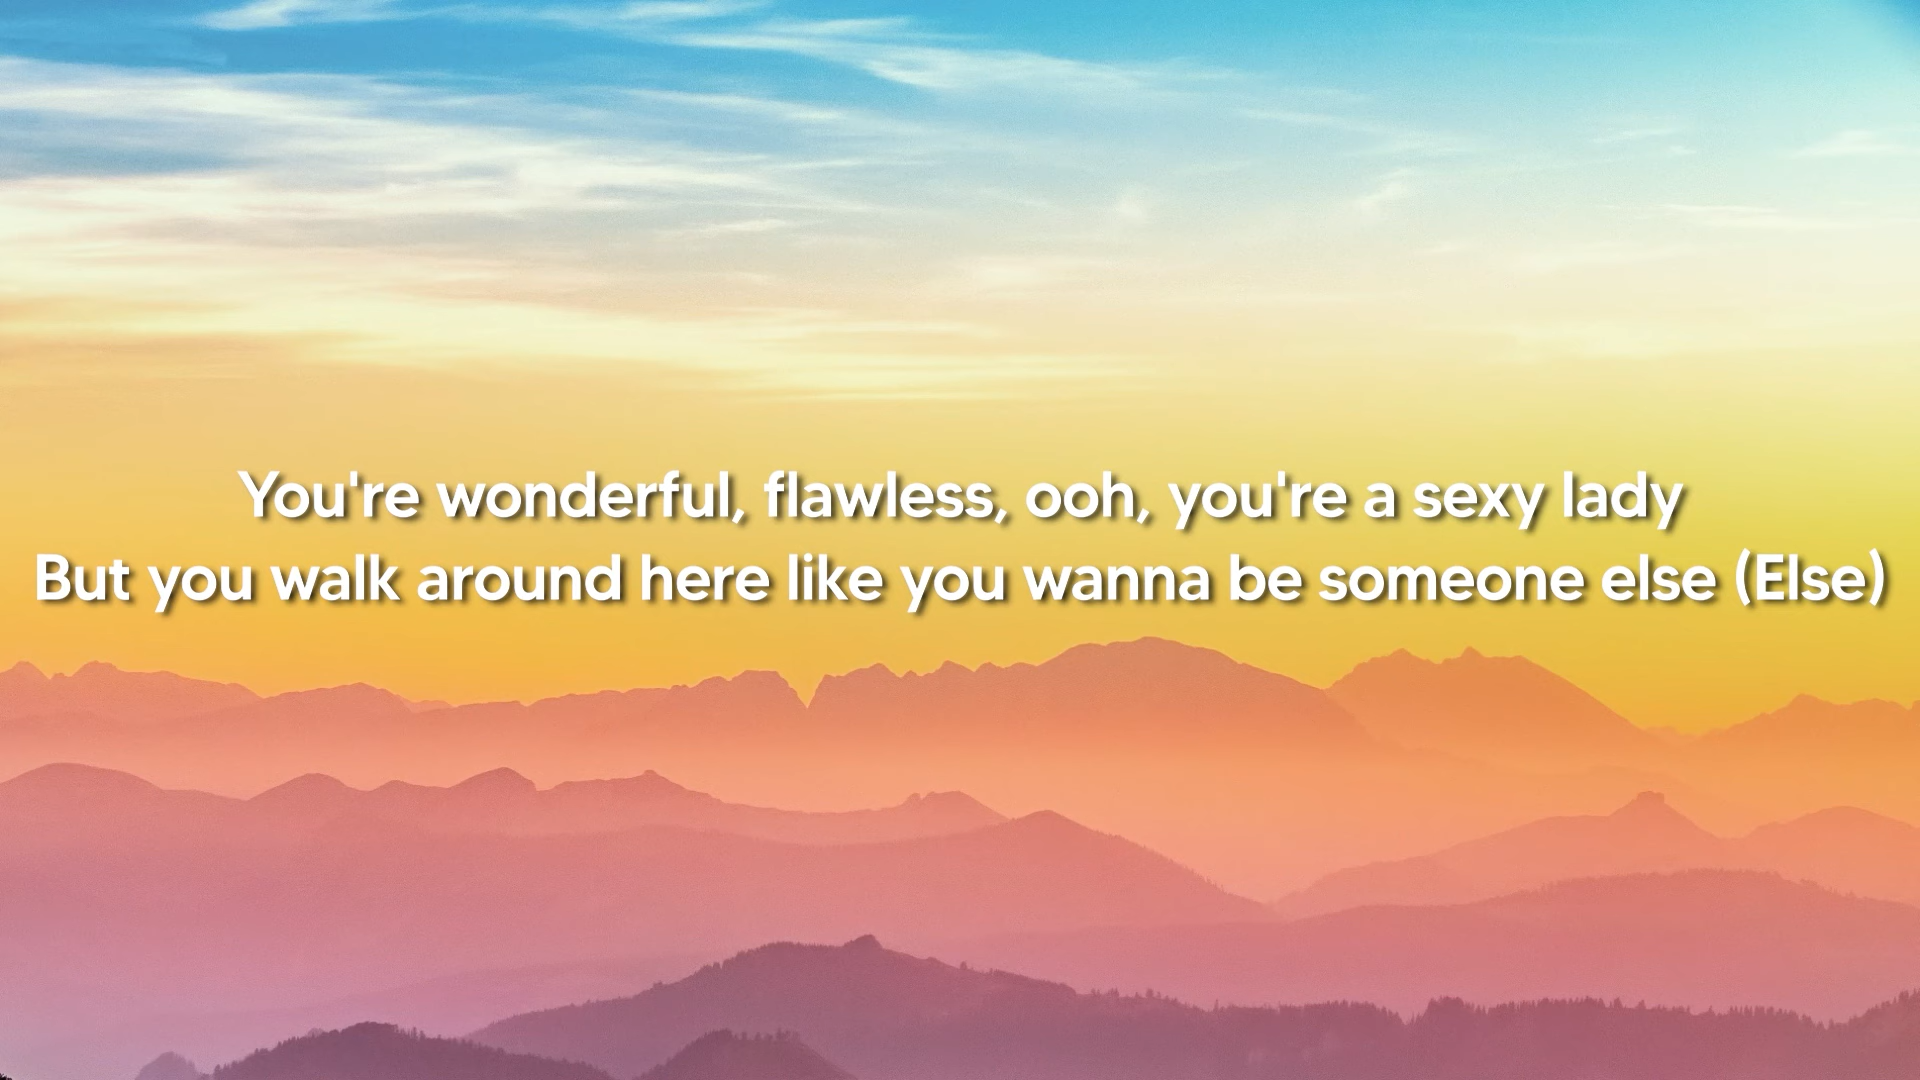 You're wonderful, flawless, ooh, you're a sexy lady
But you walk around here like you wanna be someone else (Else)